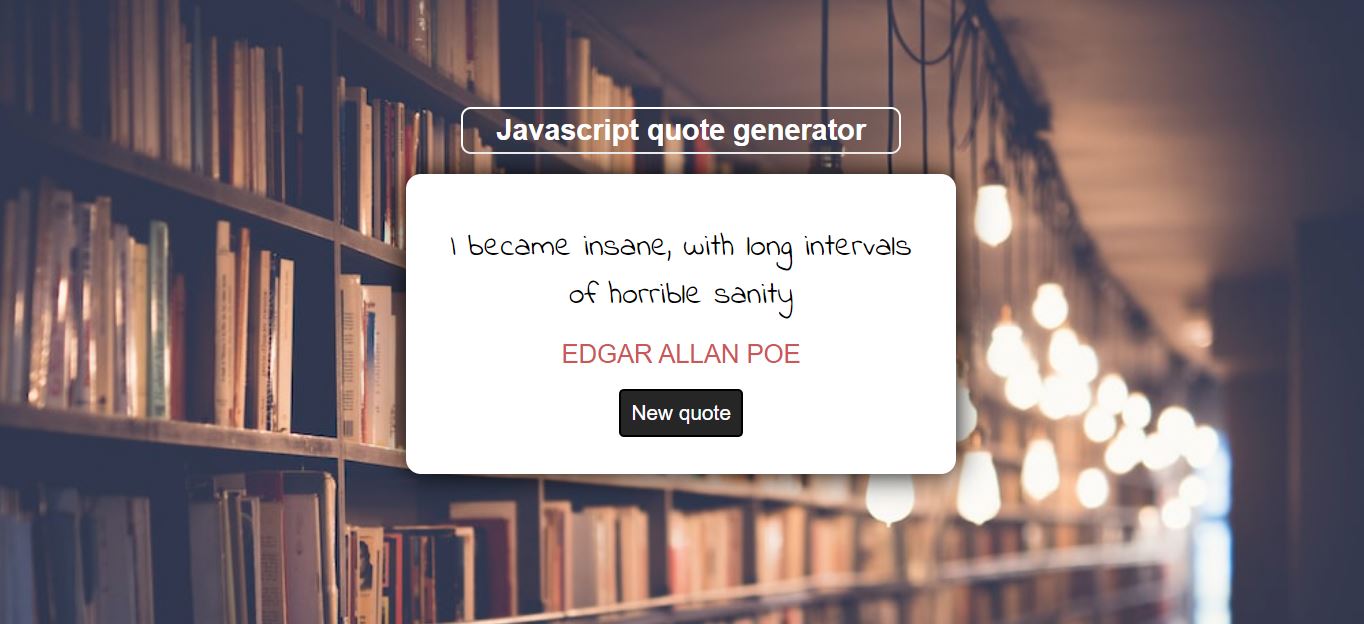 Javascript quote generator
I became insane, with long intervals
of horrible sanity
EDGAR ALLAN POE
New quote